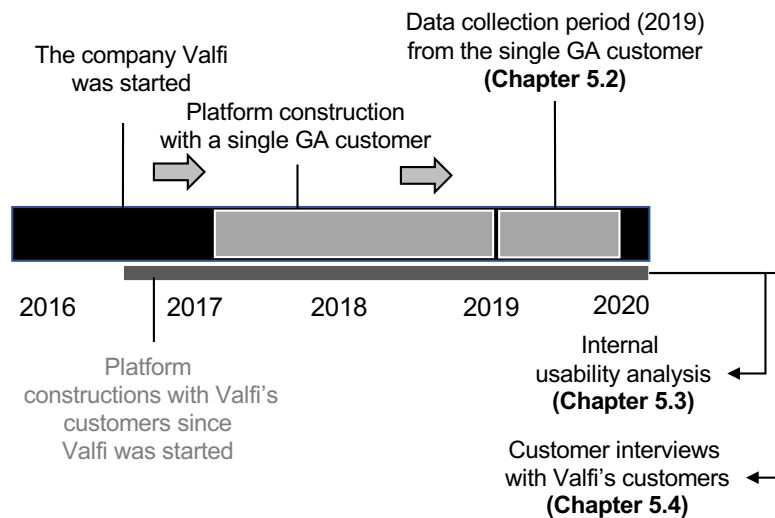 Data collection period (2019)
from the single GA customer
(Chapter 5.2)
The company Valfi
was started
Platform construction
with a single GA customer
2016
2017
2018
2019
2020
Platform
constructions with Valfi's
customers since
Valfi was started
Internal
usability analysis
(Chapter 5.3)
Customer interviews
with Valfi's customers
(Chapter 5.4)